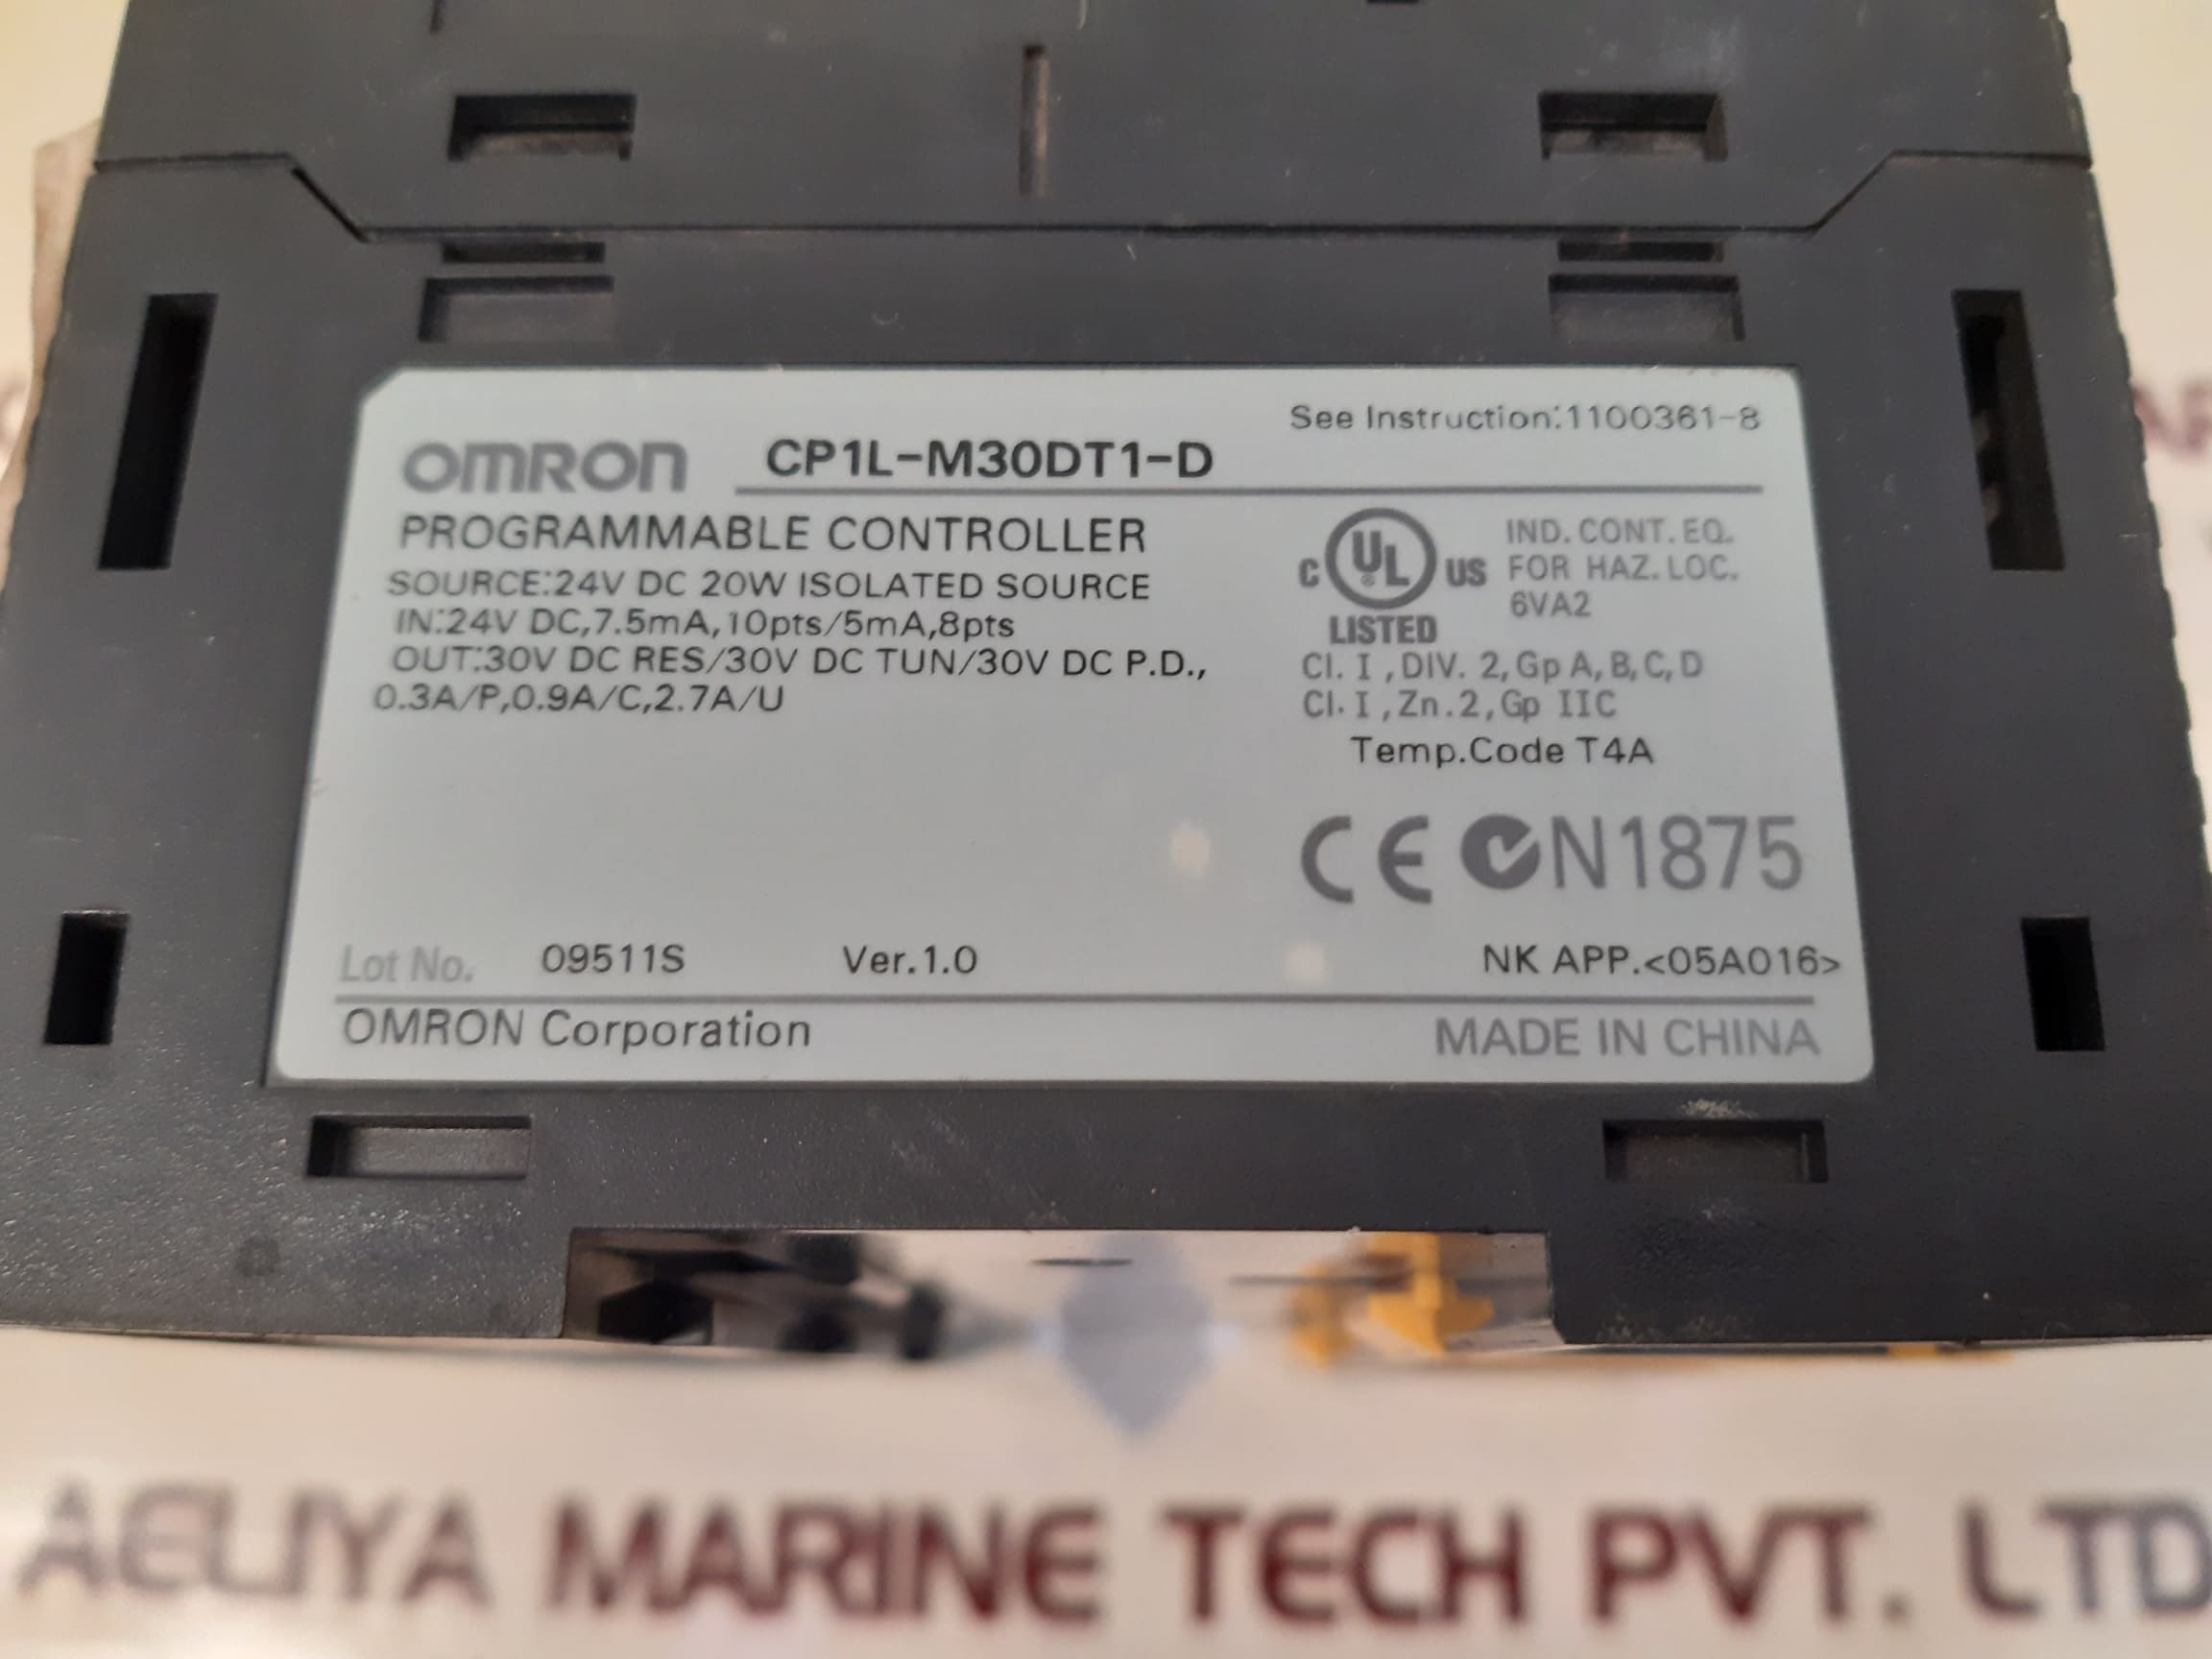 See Instruction:1100361-8
OMRON CP1L-M30DT1-D
PROGRAMMABLE CONTROLLER
SOURCE:24V DC 20W ISOLATED SOURCE
IN:24V DC,7.5mA,10pts/5mA,8pts
OUT:30V DC RES/30V DC TUN/30V DC P.D.,
0.3A/P,0.9A/C,2.7A/U
C UL US
LISTED
IND. CONT. EQ.
FOR HAZ. LOC.
6VA2
Cl. I, DIV. 2, Gp A, B, C, D
Cl. I, Zn. 2, Gp IIC
Temp.Code T4A
CE N1875
Lot No. 09511S Ver.1.0 NK APP.<05A016>
OMRON Corporation MADE IN CHINA
AELIYA MARINE TECH PVT. LTD